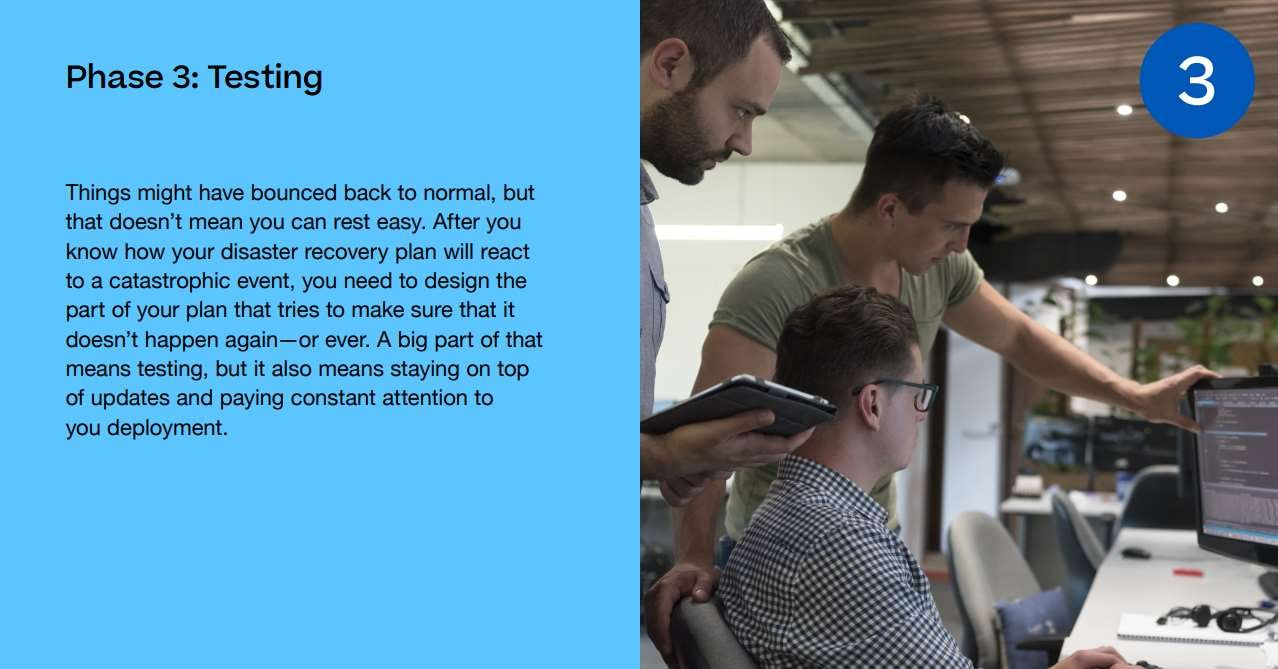 Phase 3: Testing
3
Things might have bounced back to normal, but
that doesn’t mean you can rest easy. After you
know how your disaster recovery plan will react
to a catastrophic event, you need to design the
part of your plan that tries to make sure that it
doesn’t happen again—or ever. A big part of that
means testing, but it also means staying on top
of updates and paying constant attention to
you deployment.